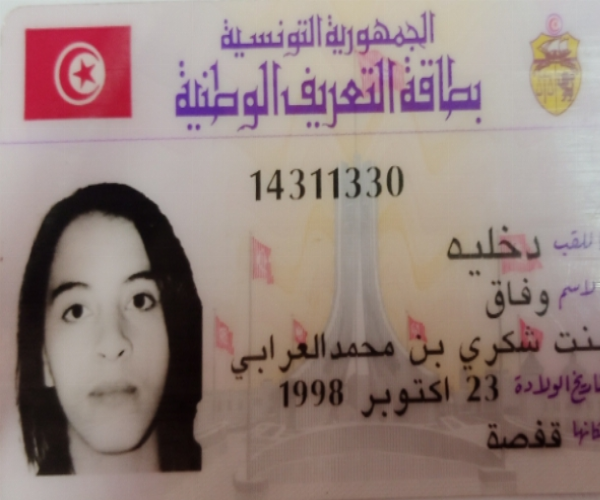 الجمهورية التونسية
بطاقة التعريف الوطنية
14311330
اللقب دخليه
الاسم وفاق
بنت شكري بن محمد العرابي
تاريخ الولادة 23 اكتوبر 1998
مكانها قفصة